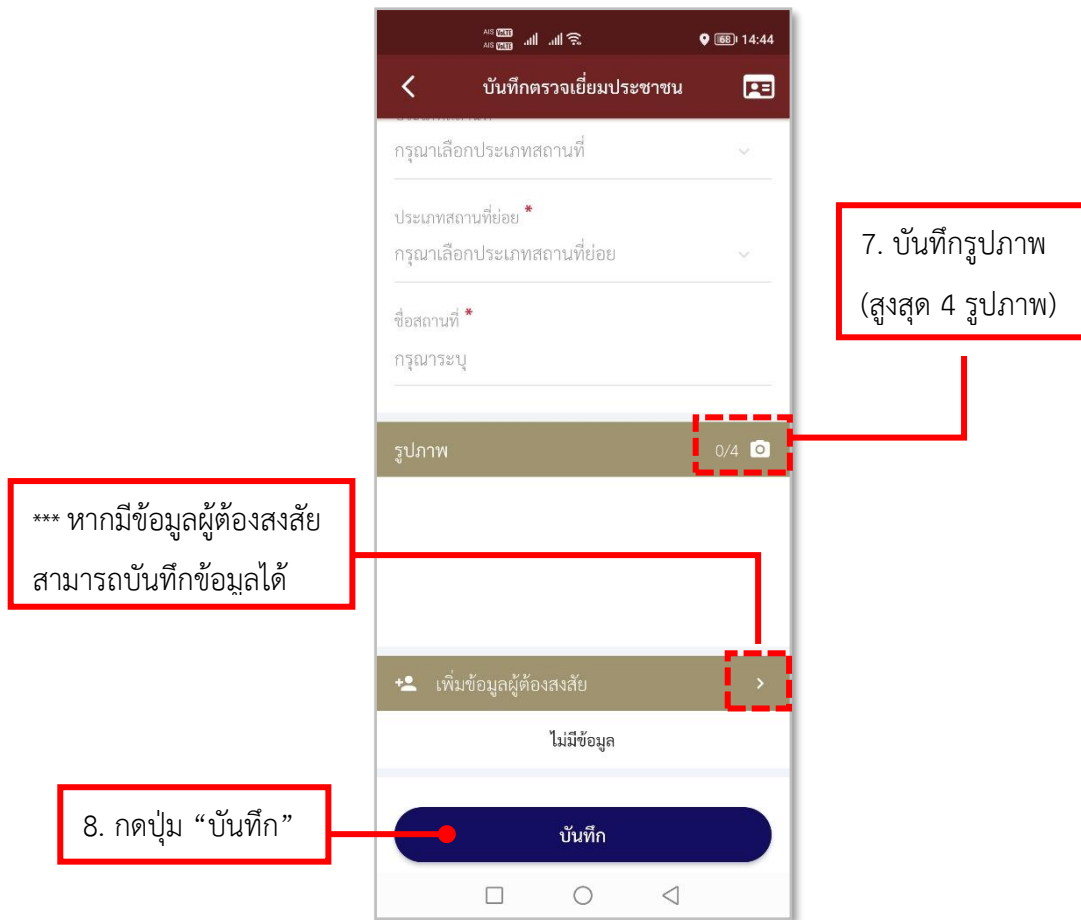 AIS VoLTE
AIS VoLTE
68 14:44
บันทึกตรวจเยี่ยมประชาชน
กรุณาเลือกประเภทสถานที่
ประเภทสถานที่ย่อย *
กรุณาเลือกประเภทสถานที่ย่อย
ชื่อสถานที่ *
กรุณาระบุ
7. บันทึกรูปภาพ
(สูงสุด 4 รูปภาพ)
รูปภาพ 0/4
*** หากมีข้อมูลผู้ต้องสงสัย
สามารถบันทึกข้อมูลได้
เพิ่มข้อมูลผู้ต้องสงสัย
ไม่มีข้อมูล
8. กดปุ่ม “บันทึก”
บันทึก